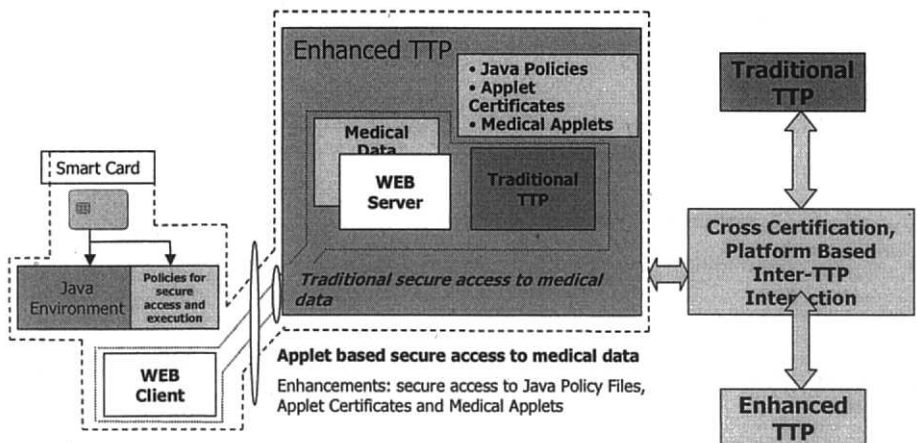 Enhanced TTP
• Java Policies
• Applet
Certificates
• Medical Applets
Medical
Data
WEB
Server
Traditional
TTP
Traditional secure access to medical
data
Smart Card
Java
Environment
Policies for
secure
access and
execution
WEB
Client
Applet based secure access to medical data
Enhancements: secure access to Java Policy Files,
Applet Certificates and Medical Applets
Traditional
TTP
Cross Certification,
Platform Based
Inter-TTP
Interaction
Enhanced
TTP